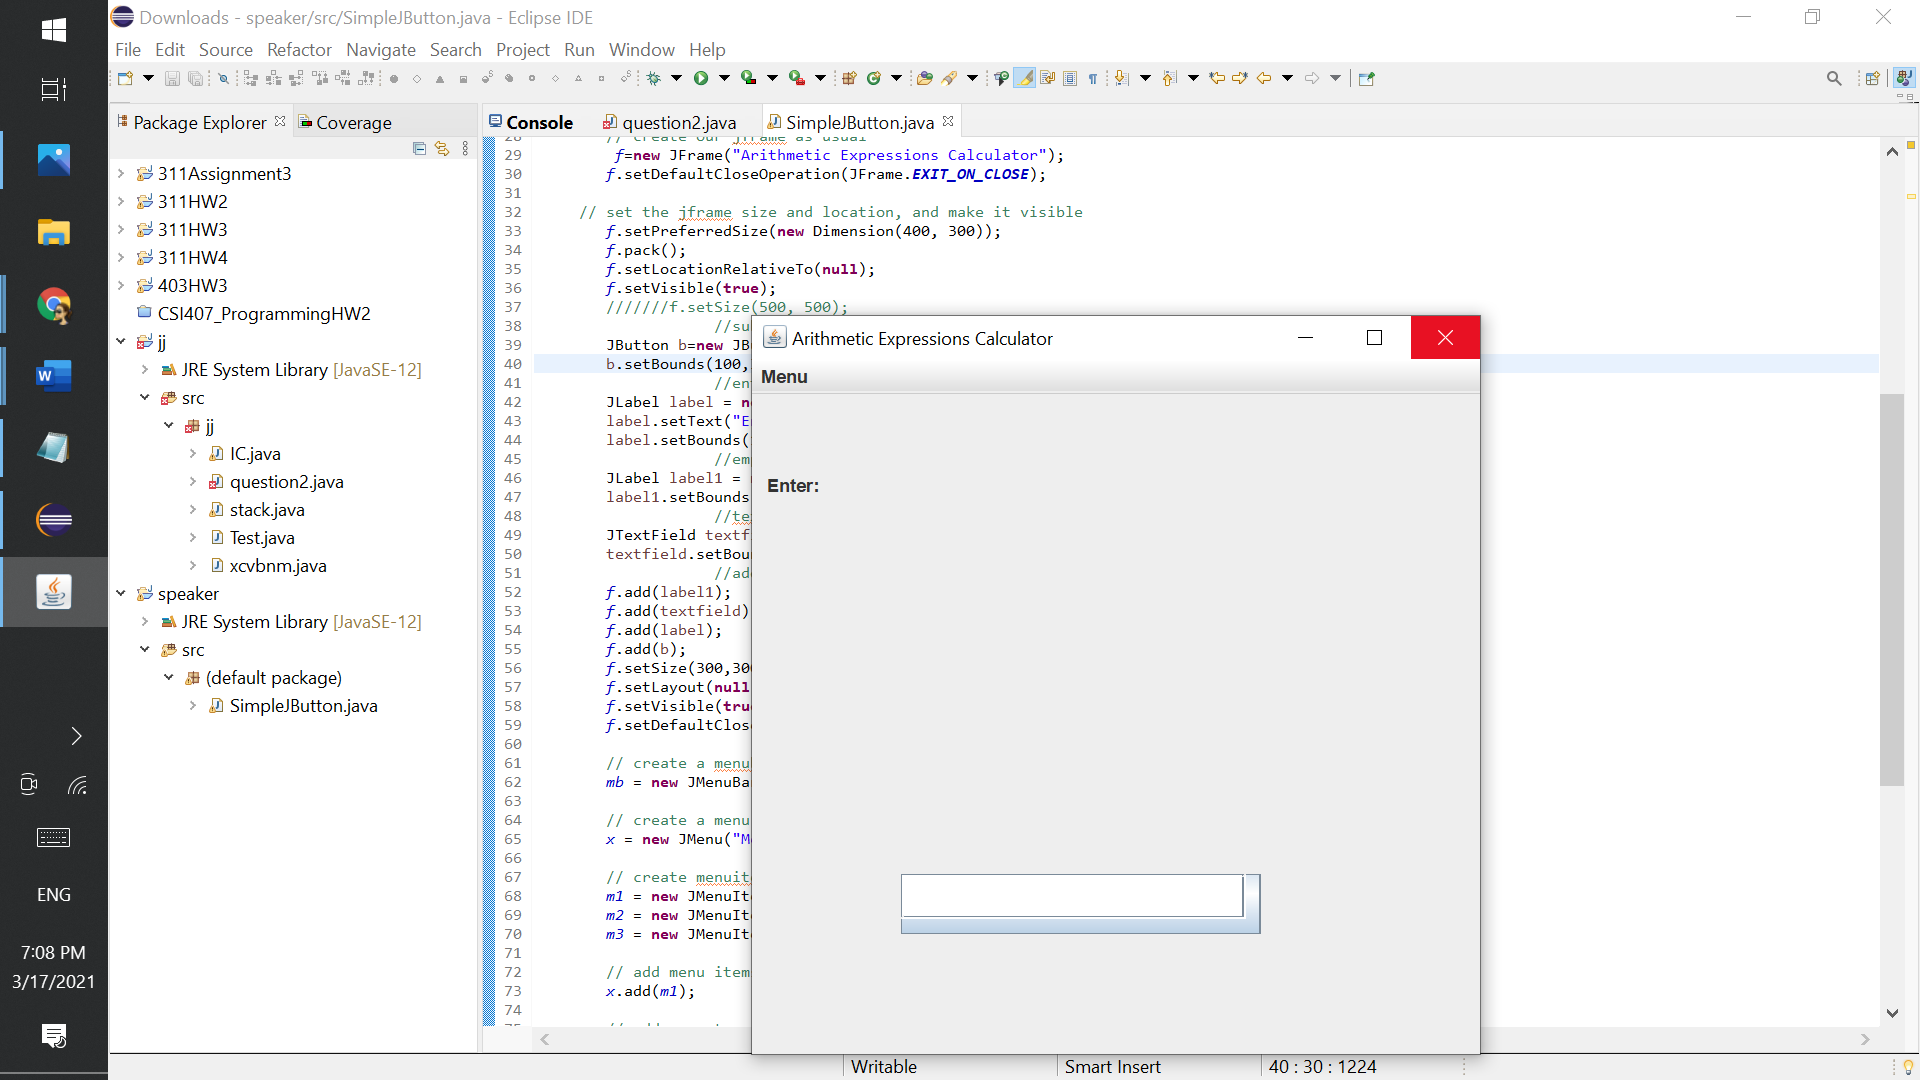 Downloads - speaker/src/SimpleJButton.java - Eclipse IDE
File Edit Source Refactor Navigate Search Project Run Window Help
Package Explorer Coverage
Console question2.java SimpleJButton.java
311Assignment3
311HW2
311HW3
311HW4
403HW3
CSI407_ProgrammingHW2
jj
JRE System Library [JavaSE-12]
src
jj
IC.java
question2.java
stack.java
Test.java
xcvbnm.java
speaker
JRE System Library [JavaSE-12]
src
(default package)
SimpleJButton.java
28 // create our jframe as usual
29 f=new JFrame("Arithmetic Expressions Calculator");
30 f.setDefaultCloseOperation(JFrame.EXIT_ON_CLOSE);
31
32 // set the jframe size and location, and make it visible
33 f.setPreferredSize(new Dimension(400, 300));
34 f.pack();
35 f.setLocationRelativeTo(null);
36 f.setVisible(true);
37 ///////f.setSize(500, 500);
38 //su
39 JButton b=new JB
40 b.setBounds(100,
41 //en
42 JLabel label = n
43 label.setText("E
44 label.setBounds(
45 //em
46 JLabel label1 =
47 label1.setBounds
48 //te
49 JTextField textf
50 textfield.setBou
51 //ad
52 f.add(label1);
53 f.add(textfield)
54 f.add(label);
55 f.add(b);
56 f.setSize(300,30
57 f.setLayout(null
58 f.setVisible(tru
59 f.setDefaultClos
60
61 // create a menu
62 mb = new JMenuBa
63
64 // create a menu
65 x = new JMenu("M
66
67 // create menuit
68 m1 = new JMenuIt
69 m2 = new JMenuIt
70 m3 = new JMenuIt
71
72 // add menu item
73 x.add(m1);
74
Arithmetic Expressions Calculator
Menu
Enter:
Writable Smart Insert 40 : 30 : 1224
ENG
7:08 PM
3/17/2021